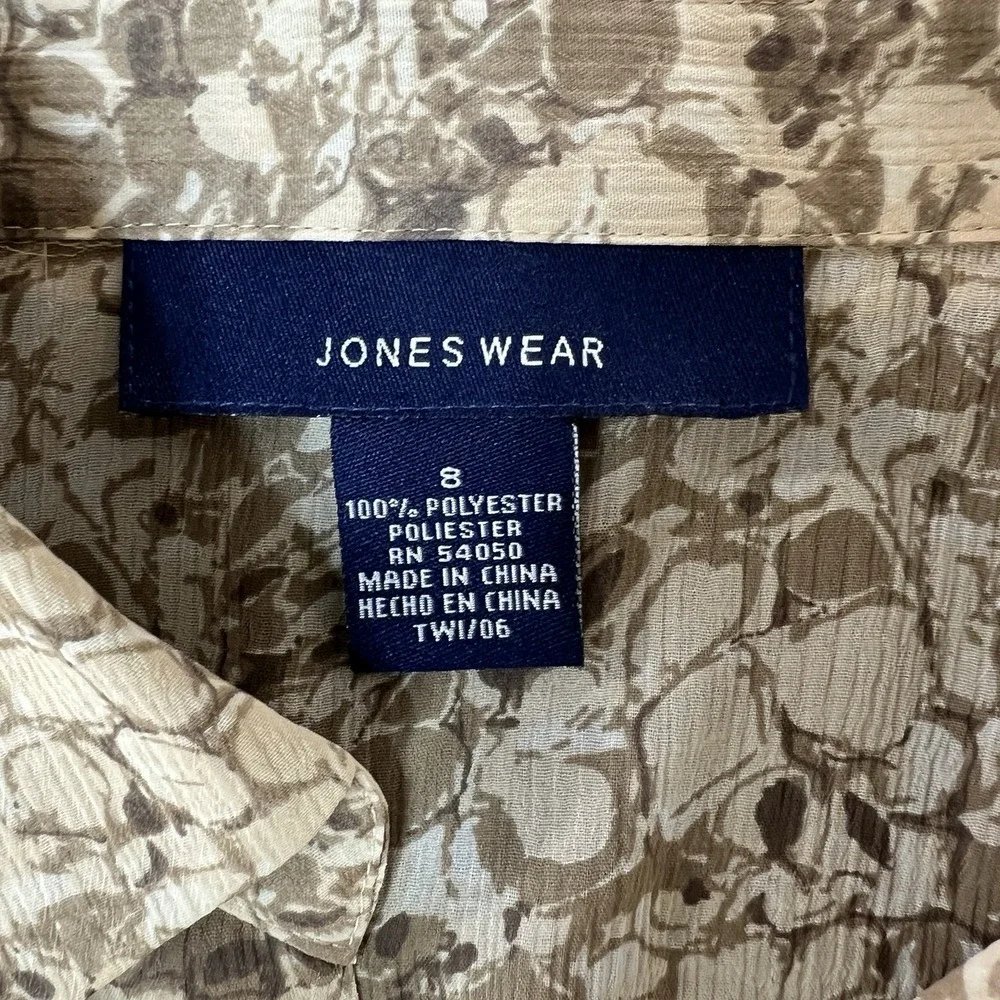 JONES WEAR
8
100% POLYESTER
POLIESTER
RN 54050
MADE IN CHINA
HECHO EN CHINA
TWI/06